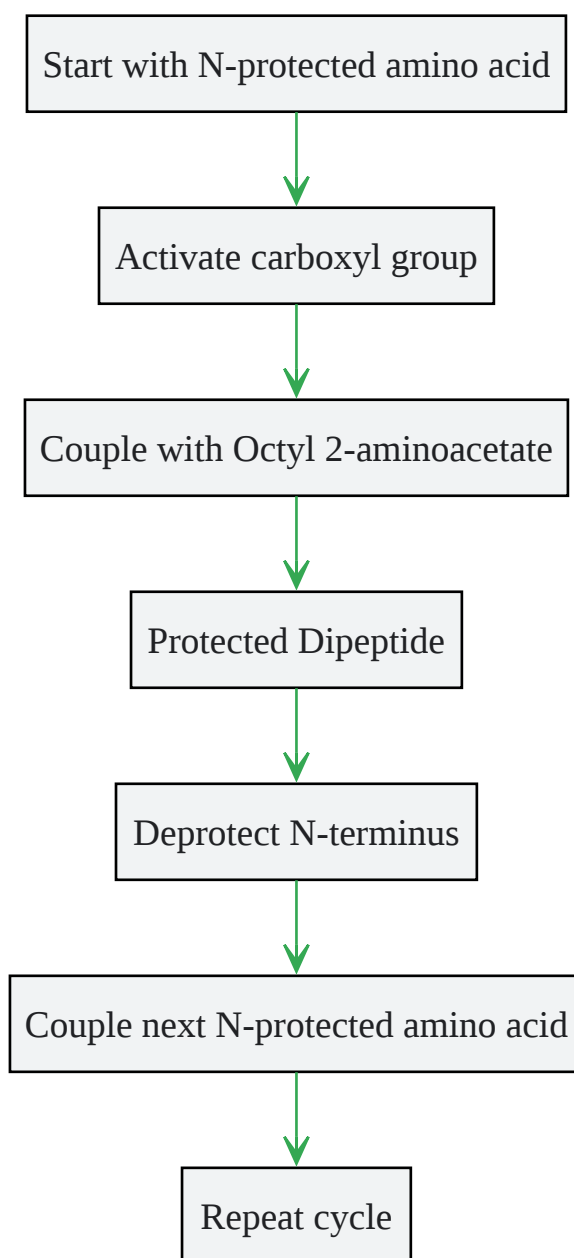 Start with N-protected amino acid
Activate carboxyl group
Couple with Octyl 2-aminoacetate
Protected Dipeptide
Deprotect N-terminus
Couple next N-protected amino acid
Repeat cycle